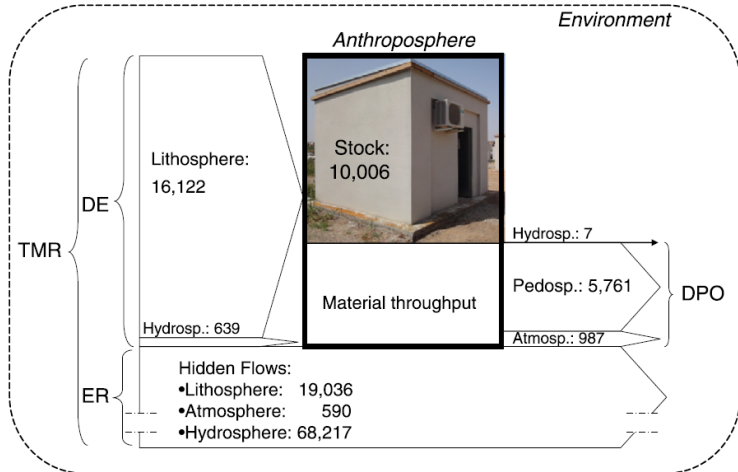 Environment
Anthroposphere
Lithosphere:
16,122
Stock:
10,006
DE
TMR
Hydrosp.: 7
Pedosp.: 5,761
DPO
Material throughput
Hydrosp.: 639
Atmosp.: 987
Hidden Flows:
•Lithosphere: 19,036
ER
•Atmosphere: 590
•Hydrosphere: 68,217